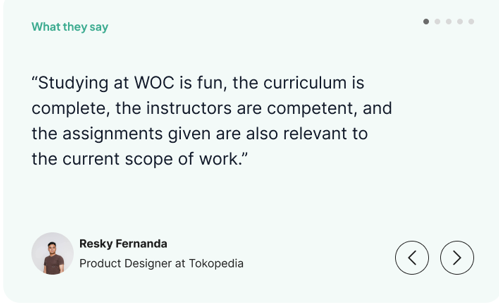 What they say
“Studying at WOC is fun, the curriculum is
complete, the instructors are competent, and
the assignments given are also relevant to
the current scope of work.”
Resky Fernanda
Product Designer at Tokopedia